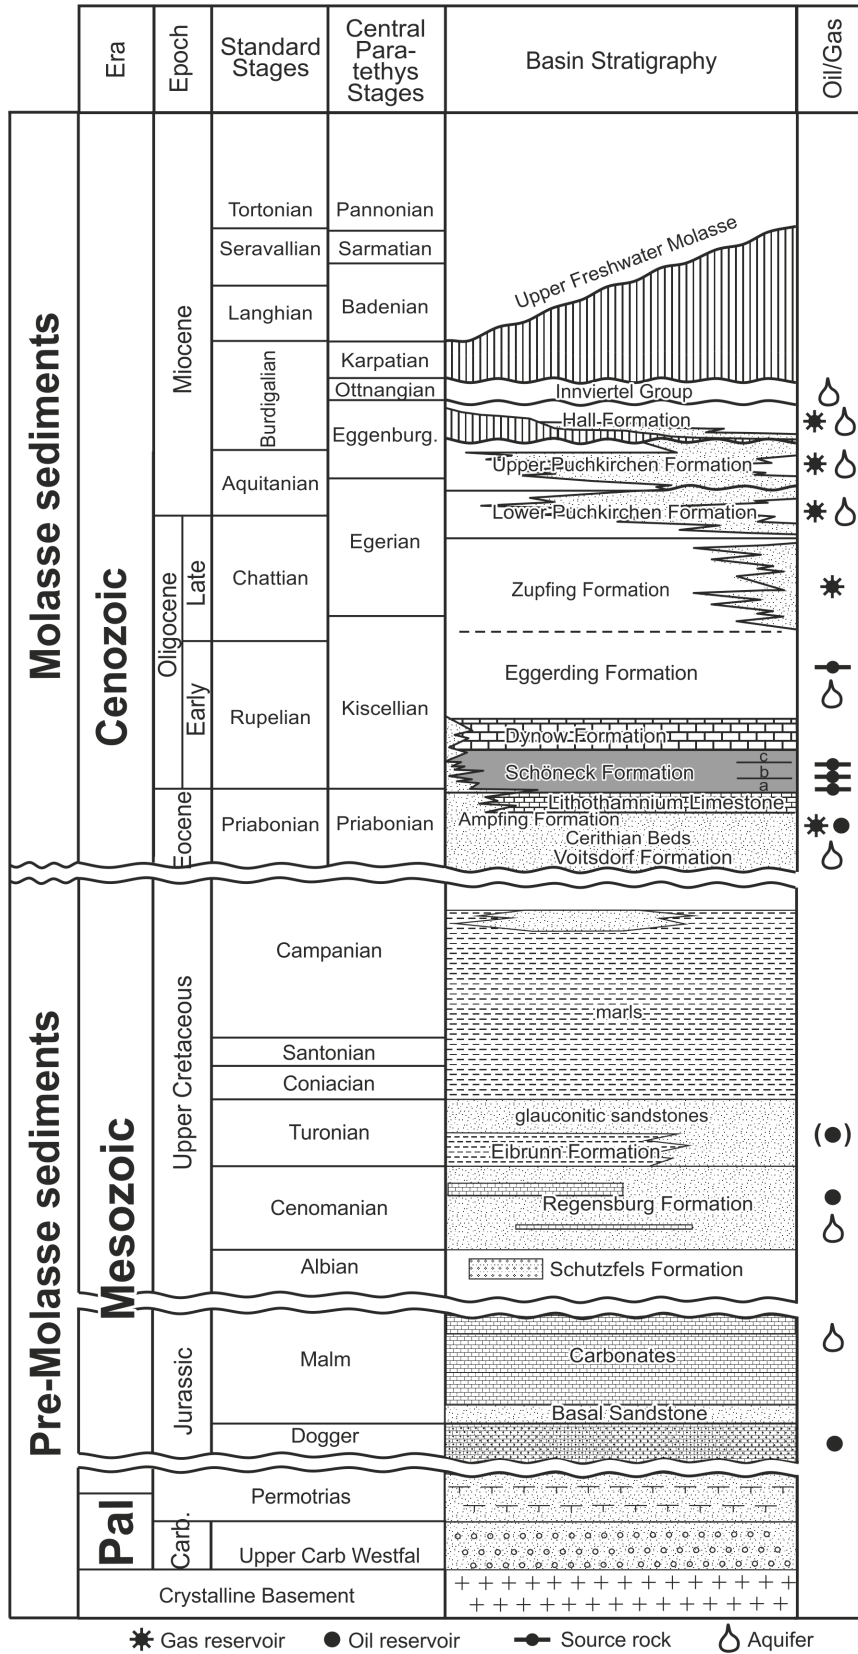 Era
Epoch
Standard
Stages
Central
Para-
tethys
Stages
Basin Stratigraphy
Oil/Gas
Molasse sediments
Cenozoic
Miocene
Oligocene
Late
Early
Eocene
Tortonian
Seravallian
Langhian
Burdigalian
Aquitanian
Chattian
Rupelian
Priabonian
Pannonian
Sarmatian
Badenian
Karpatian
Ottnangian
Eggenburg.
Egerian
Kiscellian
Priabonian
Upper Freshwater Molasse
Innviertel Group
Hall Formation
Upper Puchkirchen Formation
Lower Puchkirchen Formation
Zupfing Formation
Eggerding Formation
Dynow Formation
Schöneck Formation
c
b
a
Lithothamnium Limestone
Ampfing Formation
Cerithian Beds
Voitsdorf Formation
Pre-Molasse sediments
Mesozoic
Upper Cretaceous
Campanian
Santonian
Coniacian
Turonian
Cenomanian
Albian
marls
glauconitic sandstones
Eibrunn Formation
Regensburg Formation
Schutzfels Formation
( )
Jurassic
Malm
Dogger
Carbonates
Basal Sandstone
Pal
Permotrias
Carb.
Upper Carb Westfal
Crystalline Basement
Gas reservoir
Oil reservoir
Source rock
Aquifer